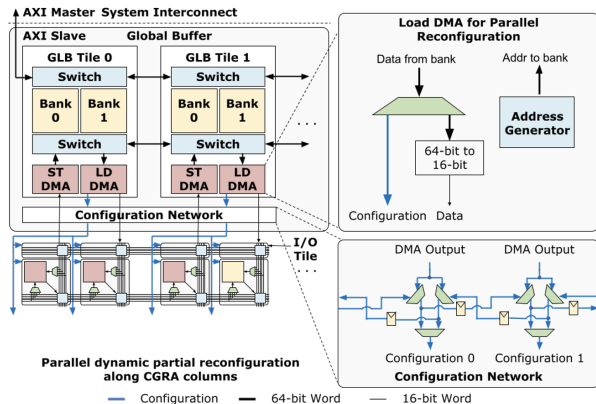 AXI Master System Interconnect
AXI Slave Global Buffer
GLB Tile 0 GLB Tile 1
Switch Switch
Bank 0 Bank 1 Bank 0 Bank 1
. . .
Switch Switch
ST DMA LD DMA ST DMA LD DMA
Configuration Network
I/O Tile
. . .
Parallel dynamic partial reconfiguration
along CGRA columns
Load DMA for Parallel
Reconfiguration
Data from bank Addr to bank
Address
Generator
64-bit to
16-bit
Configuration Data
DMA Output DMA Output
Configuration 0 Configuration 1
Configuration Network
Configuration 64-bit Word 16-bit Word